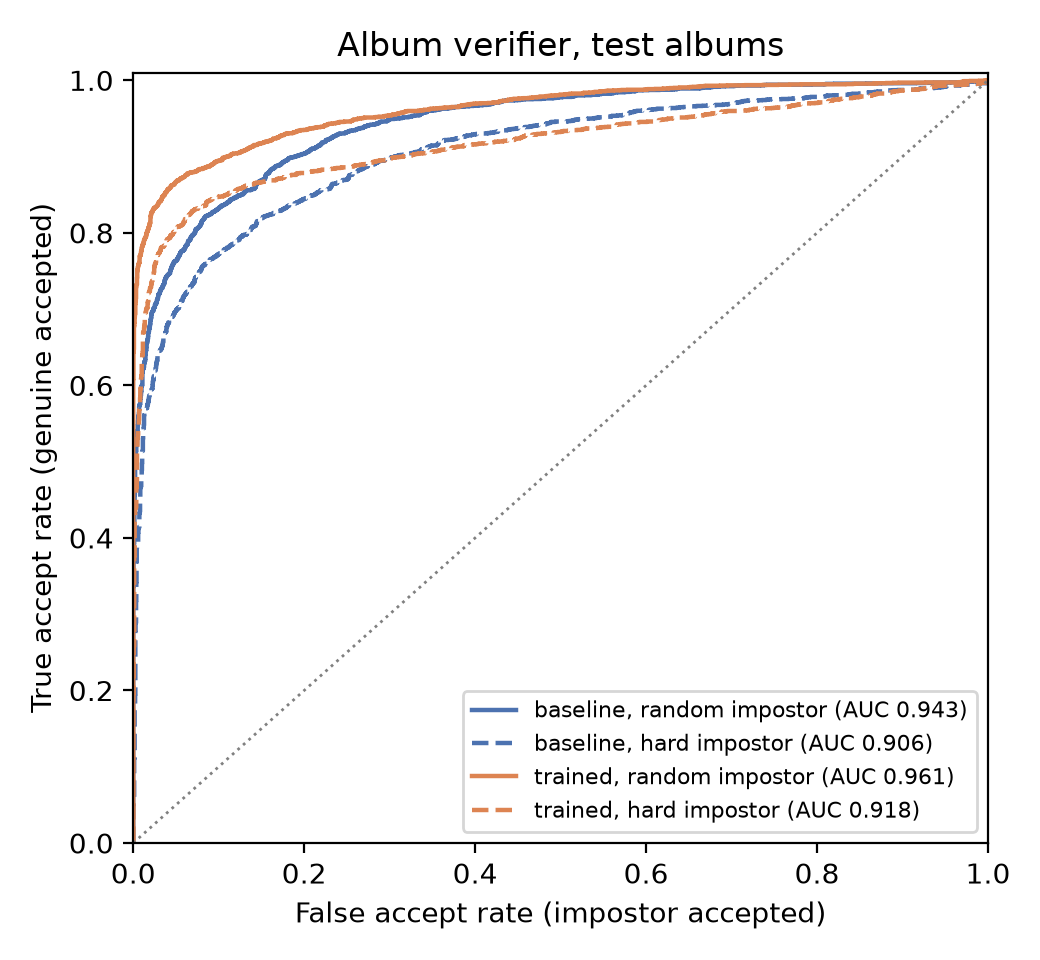 Album verifier, test albums
True accept rate (genuine accepted)
1.0
0.8
0.6
0.4
0.2
0.0
baseline, random impostor (AUC 0.943)
baseline, hard impostor (AUC 0.906)
trained, random impostor (AUC 0.961)
trained, hard impostor (AUC 0.918)
0.0 0.2 0.4 0.6 0.8 1.0
False accept rate (impostor accepted)